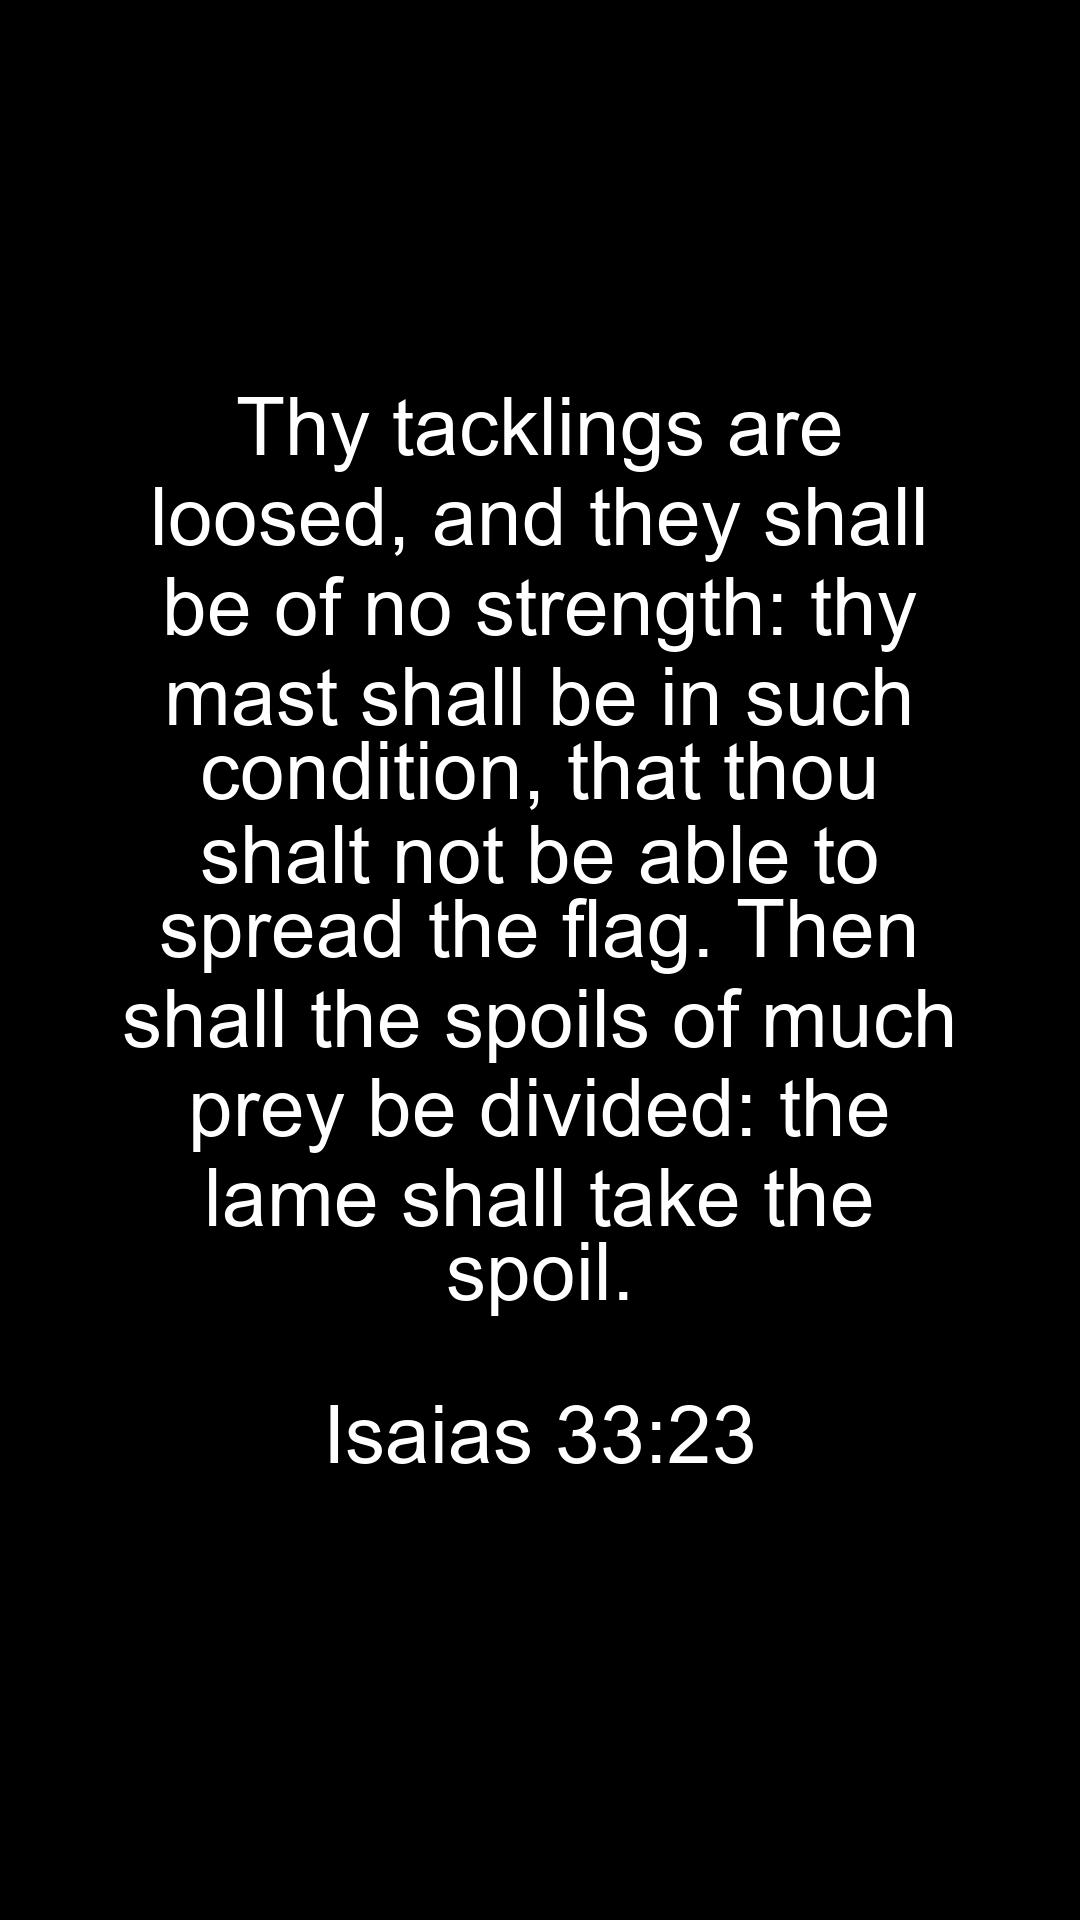 Thy tacklings are
loosed, and they shall
be of no strength: thy
mast shall be in such
condition, that thou
shalt not be able to
spread the flag. Then
shall the spoils of much
prey be divided: the
lame shall take the
spoil.
Isaias 33:23